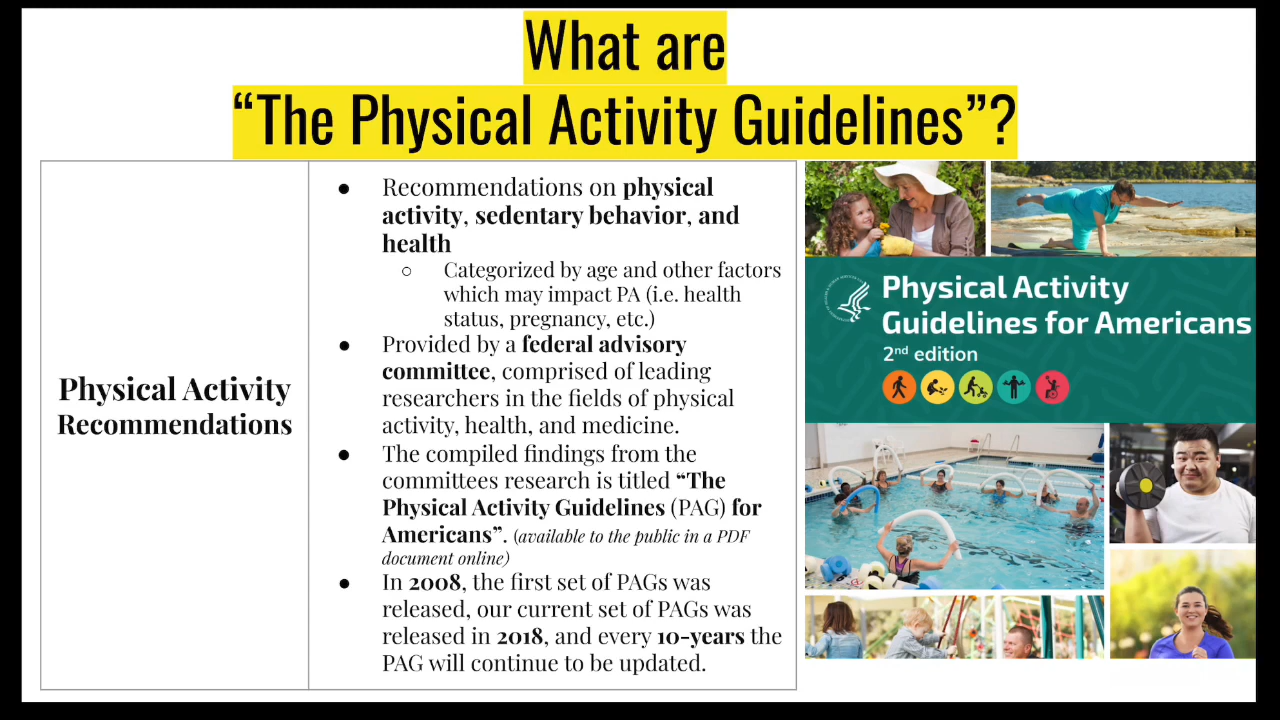 What are
“The Physical Activity Guidelines”?
Physical Activity
Recommendations
● Recommendations on physical
activity, sedentary behavior, and
health
○ Categorized by age and other factors
which may impact PA (i.e. health
status, pregnancy, etc.)
● Provided by a federal advisory
committee, comprised of leading
researchers in the fields of physical
activity, health, and medicine.
● The compiled findings from the
committees research is titled “The
Physical Activity Guidelines (PAG) for
Americans”. (available to the public in a PDF
document online)
● In 2008, the first set of PAGs was
released, our current set of PAGs was
released in 2018, and every 10-years the
PAG will continue to be updated.
Physical Activity
Guidelines for Americans
2nd edition